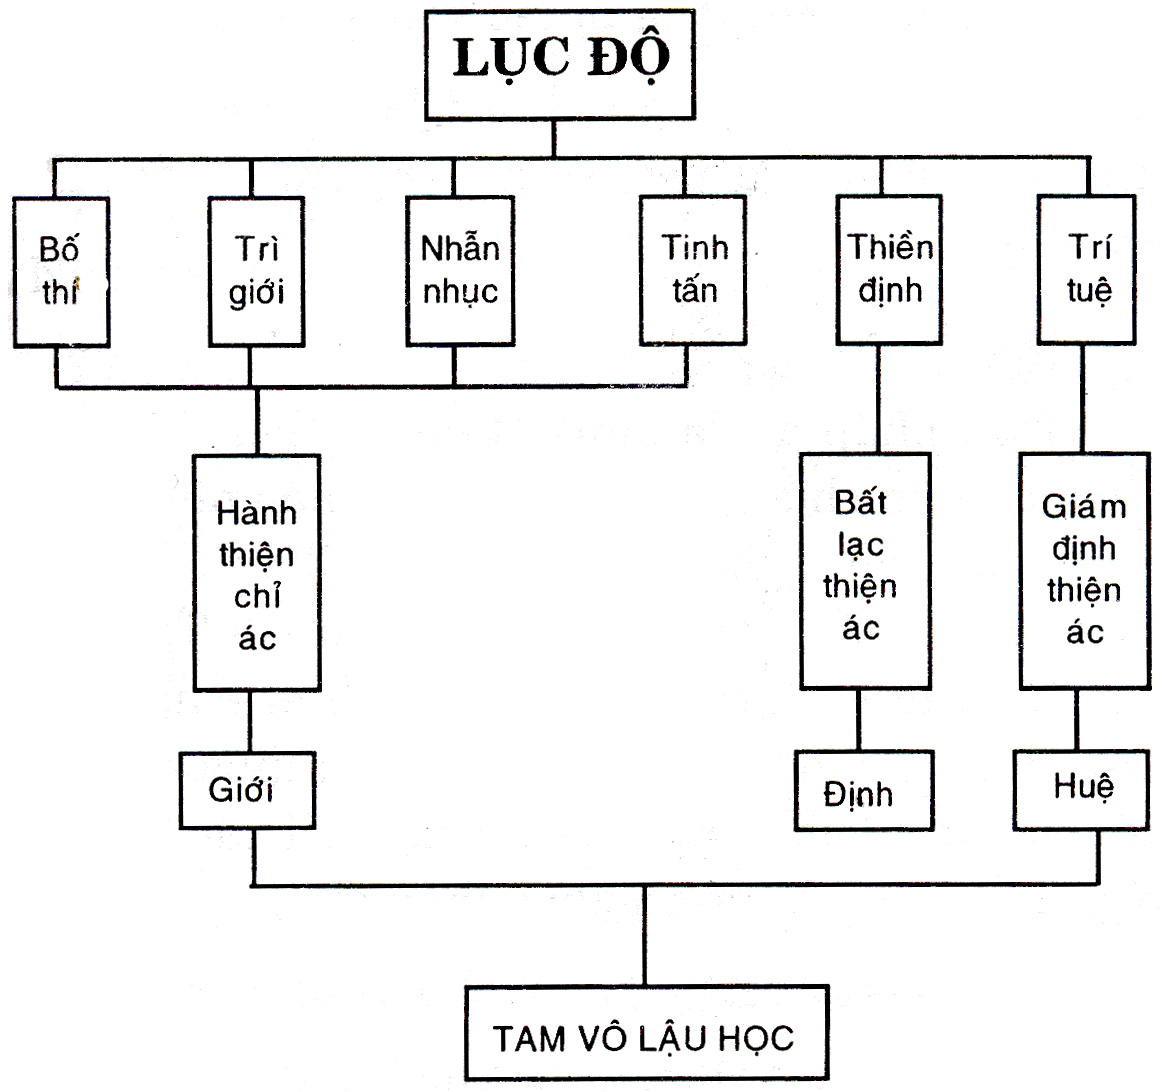 LỤC ĐỘ
Bố
thí
Trì
giới
Nhẫn
nhục
Tinh
tấn
Thiền
định
Trí
tuệ
Hành
thiện
chỉ
ác
Bất
lạc
thiện
ác
Giám
định
thiện
ác
Giới
Định
Huệ
TAM VÔ LẬU HỌC